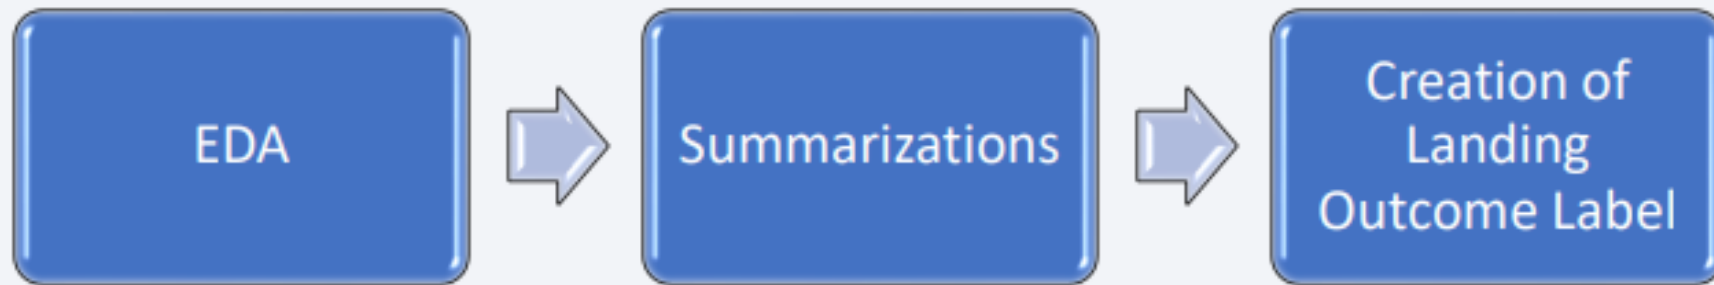 EDA
Summarizations
Creation of
Landing
Outcome Label